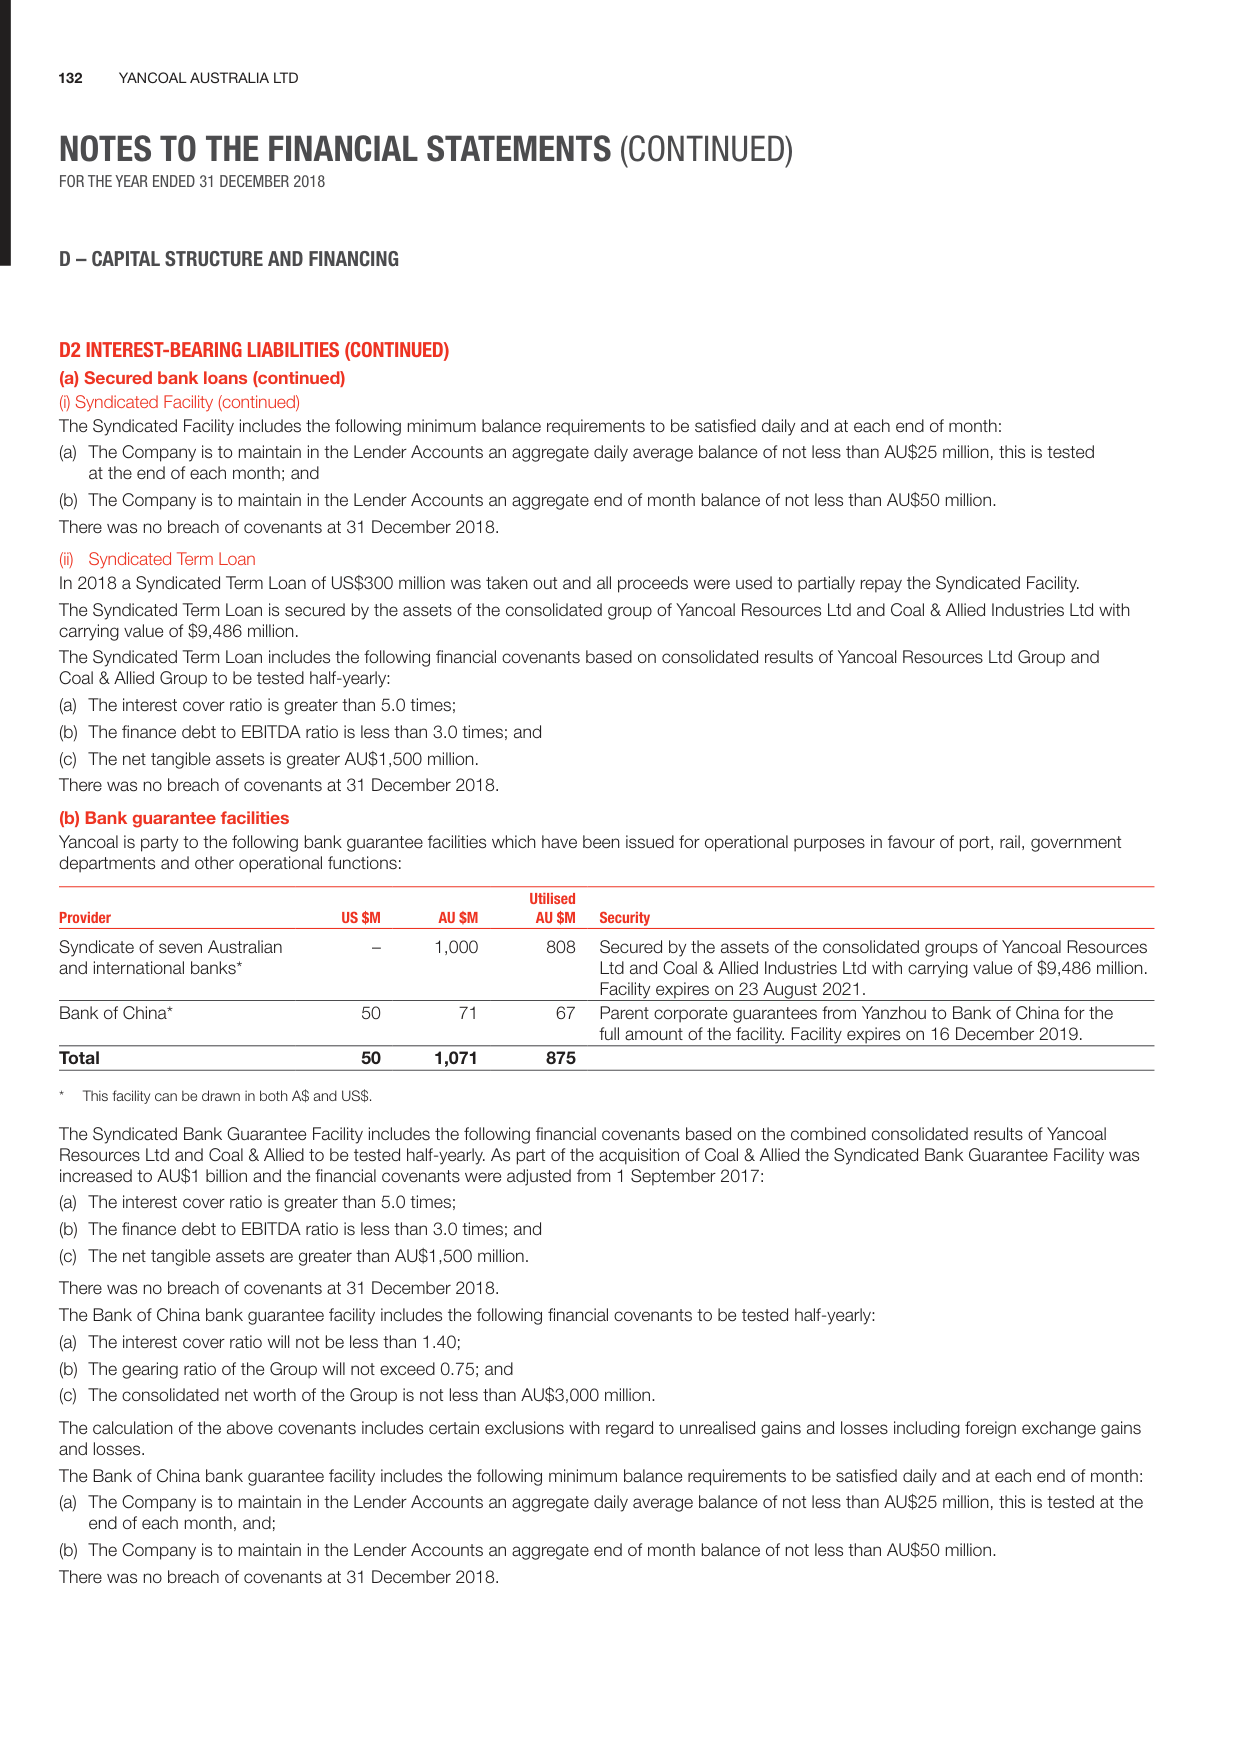 132 YANCOAL AUSTRALIA LTD
NOTES TO THE FINANCIAL STATEMENTS (CONTINUED)
FOR THE YEAR ENDED 31 DECEMBER 2018
D – CAPITAL STRUCTURE AND FINANCING
D2 INTEREST-BEARING LIABILITIES (CONTINUED)
(a) Secured bank loans (continued)
(i) Syndicated Facility (continued)
The Syndicated Facility includes the following minimum balance requirements to be satisfied daily and at each end of month:
(a) The Company is to maintain in the Lender Accounts an aggregate daily average balance of not less than AU$25 million, this is tested
at the end of each month; and
(b) The Company is to maintain in the Lender Accounts an aggregate end of month balance of not less than AU$50 million.
There was no breach of covenants at 31 December 2018.
(ii) Syndicated Term Loan
In 2018 a Syndicated Term Loan of US$300 million was taken out and all proceeds were used to partially repay the Syndicated Facility.
The Syndicated Term Loan is secured by the assets of the consolidated group of Yancoal Resources Ltd and Coal & Allied Industries Ltd with
carrying value of $9,486 million.
The Syndicated Term Loan includes the following financial covenants based on consolidated results of Yancoal Resources Ltd Group and
Coal & Allied Group to be tested half-yearly:
(a) The interest cover ratio is greater than 5.0 times;
(b) The finance debt to EBITDA ratio is less than 3.0 times; and
(c) The net tangible assets is greater AU$1,500 million.
There was no breach of covenants at 31 December 2018.
(b) Bank guarantee facilities
Yancoal is party to the following bank guarantee facilities which have been issued for operational purposes in favour of port, rail, government
departments and other operational functions:
Utilised
Provider US $M AU $M AU $M Security
Syndicate of seven Australian – 1,000 808 Secured by the assets of the consolidated groups of Yancoal Resources
and international banks* Ltd and Coal & Allied Industries Ltd with carrying value of $9,486 million.
Facility expires on 23 August 2021.
Bank of China* 50 71 67 Parent corporate guarantees from Yanzhou to Bank of China for the
full amount of the facility. Facility expires on 16 December 2019.
Total 50 1,071 875
* This facility can be drawn in both A$ and US$.
The Syndicated Bank Guarantee Facility includes the following financial covenants based on the combined consolidated results of Yancoal
Resources Ltd and Coal & Allied to be tested half-yearly. As part of the acquisition of Coal & Allied the Syndicated Bank Guarantee Facility was
increased to AU$1 billion and the financial covenants were adjusted from 1 September 2017:
(a) The interest cover ratio is greater than 5.0 times;
(b) The finance debt to EBITDA ratio is less than 3.0 times; and
(c) The net tangible assets are greater than AU$1,500 million.
There was no breach of covenants at 31 December 2018.
The Bank of China bank guarantee facility includes the following financial covenants to be tested half-yearly:
(a) The interest cover ratio will not be less than 1.40;
(b) The gearing ratio of the Group will not exceed 0.75; and
(c) The consolidated net worth of the Group is not less than AU$3,000 million.
The calculation of the above covenants includes certain exclusions with regard to unrealised gains and losses including foreign exchange gains
and losses.
The Bank of China bank guarantee facility includes the following minimum balance requirements to be satisfied daily and at each end of month:
(a) The Company is to maintain in the Lender Accounts an aggregate daily average balance of not less than AU$25 million, this is tested at the
end of each month, and;
(b) The Company is to maintain in the Lender Accounts an aggregate end of month balance of not less than AU$50 million.
There was no breach of covenants at 31 December 2018.